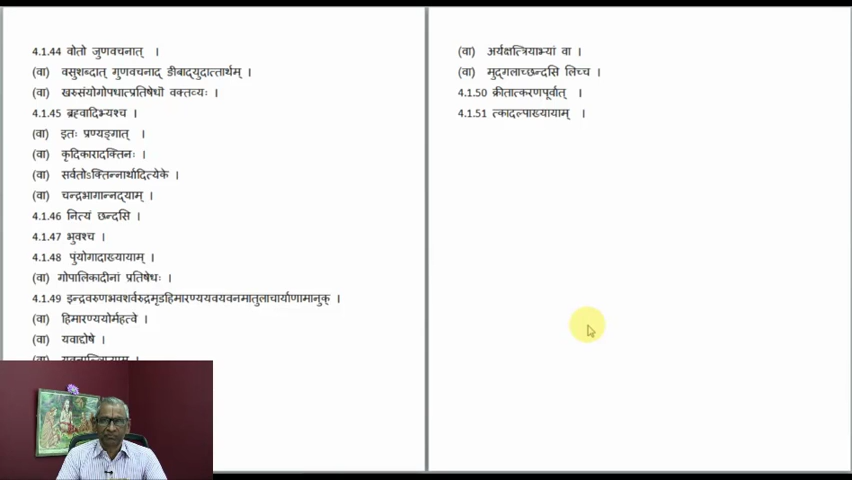 4.1.44 वोतो जुणवचनात् ।
(वा) वसुशब्दात् गुणवचनाद् डीबाद्युदात्तार्थम् ।
(वा) खरुसंयोगोपधात्प्रतिषेधॊ वक्तव्यः ।
4.1.45 ब्रह्वादिभ्यश्च ।
(वा) इतः प्रण्यङ्गात् ।
(वा) कृदिकारादक्तिनः ।
(वा) सर्वतोऽक्तिन्नार्थादित्येके ।
(वा) चन्द्रभागान्नद्याम् ।
4.1.46 नित्यं छन्दसि ।
4.1.47 भुवश्च ।
4.1.48 पुंयोगादाख्यायाम् ।
(वा) गोपालिकादीनां प्रतिषेधः ।
4.1.49 इन्द्रवरुणभवशर्वरुद्रमृडहिमारण्ययवयवनमातुलाचार्याणामानुक् ।
(वा) हिमारण्ययोर्महत्वे ।
(वा) यवाद्दोषे ।
(वा) अर्यक्षत्रियाभ्यां वा ।
(वा) मुद्गलाच्छन्दसि लिच्च ।
4.1.50 क्रीतात्करणपूर्वात् ।
4.1.51 त्कादल्पाख्यायाम् ।